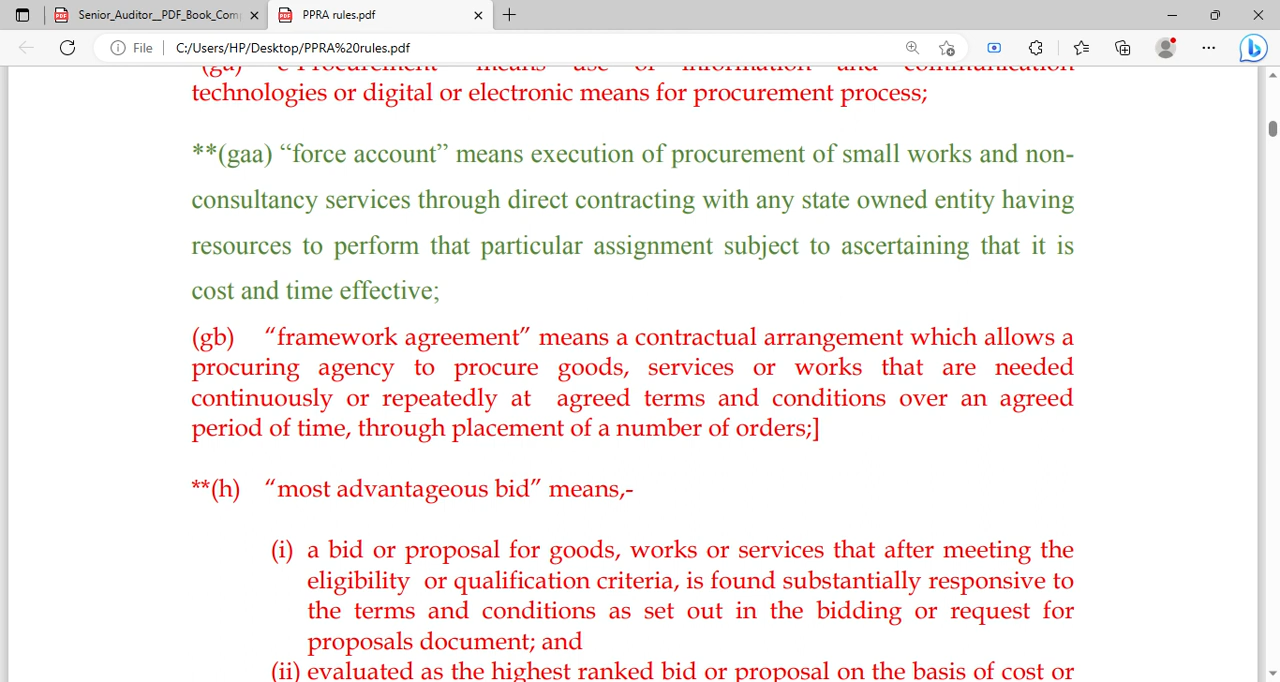 Senior_Auditor__PDF_Book_Com
PPRA rules.pdf
File
C:/Users/HP/Desktop/PPRA%20rules.pdf
(ga) e-Procurement means use of information and communication
technologies or digital or electronic means for procurement process;
**(gaa) “force account” means execution of procurement of small works and non-
consultancy services through direct contracting with any state owned entity having
resources to perform that particular assignment subject to ascertaining that it is
cost and time effective;
(gb) “framework agreement” means a contractual arrangement which allows a
procuring agency to procure goods, services or works that are needed
continuously or repeatedly at agreed terms and conditions over an agreed
period of time, through placement of a number of orders;]
**(h) “most advantageous bid” means,-
(i) a bid or proposal for goods, works or services that after meeting the
eligibility or qualification criteria, is found substantially responsive to
the terms and conditions as set out in the bidding or request for
proposals document; and
(ii) evaluated as the highest ranked bid or proposal on the basis of cost or